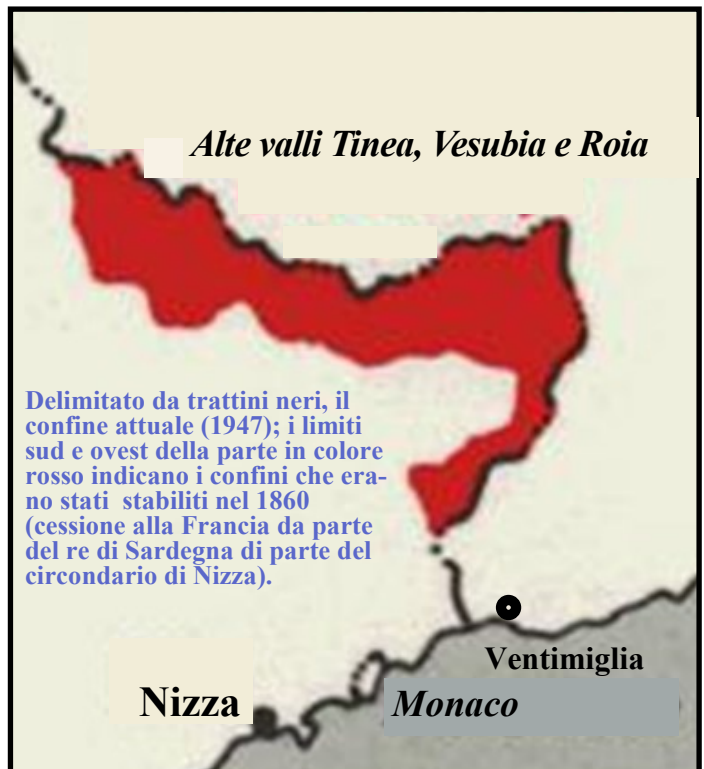 Alte valli Tinea, Vesubia e Roia
Delimitato da trattini neri, il
confine attuale (1947); i limiti
sud e ovest della parte in colore
rosso indicano i confini che era-
no stati stabiliti nel 1860
(cessione alla Francia da parte
del re di Sardegna di parte del
circondario di Nizza).
Ventimiglia
Nizza
Monaco